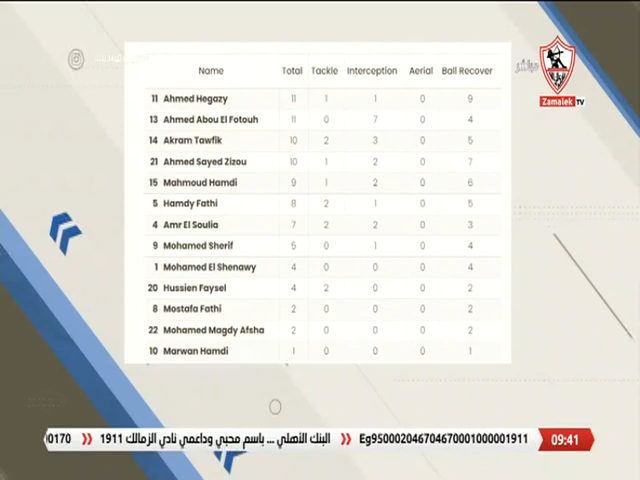 Name Total Tackle Interception Aerial Ball Recover
مباشر
Zamalek TV
11 Ahmed Hegazy 11 1 1 0 9
13 Ahmed Abou El Fotouh 11 0 7 0 4
14 Akram Tawfik 10 2 3 0 5
21 Ahmed Sayed Zizou 10 1 2 0 7
15 Mahmoud Hamdi 9 1 2 0 6
5 Hamdy Fathi 8 2 1 0 5
4 Amr El Soulia 7 2 2 0 3
9 Mohamed Sherif 5 0 1 0 4
1 Mohamed El Shenawy 4 0 0 0 4
20 Hussien Faysel 4 2 0 0 2
8 Mostafa Fathi 2 0 0 0 2
22 Mohamed Magdy Afsha 2 0 0 0 2
10 Marwan Hamdi 1 0 0 0 1
09:41 Eg950002046704670001000001911 البنك الأهلي ... باسم محبي وداعمي نادي الزمالك 1911